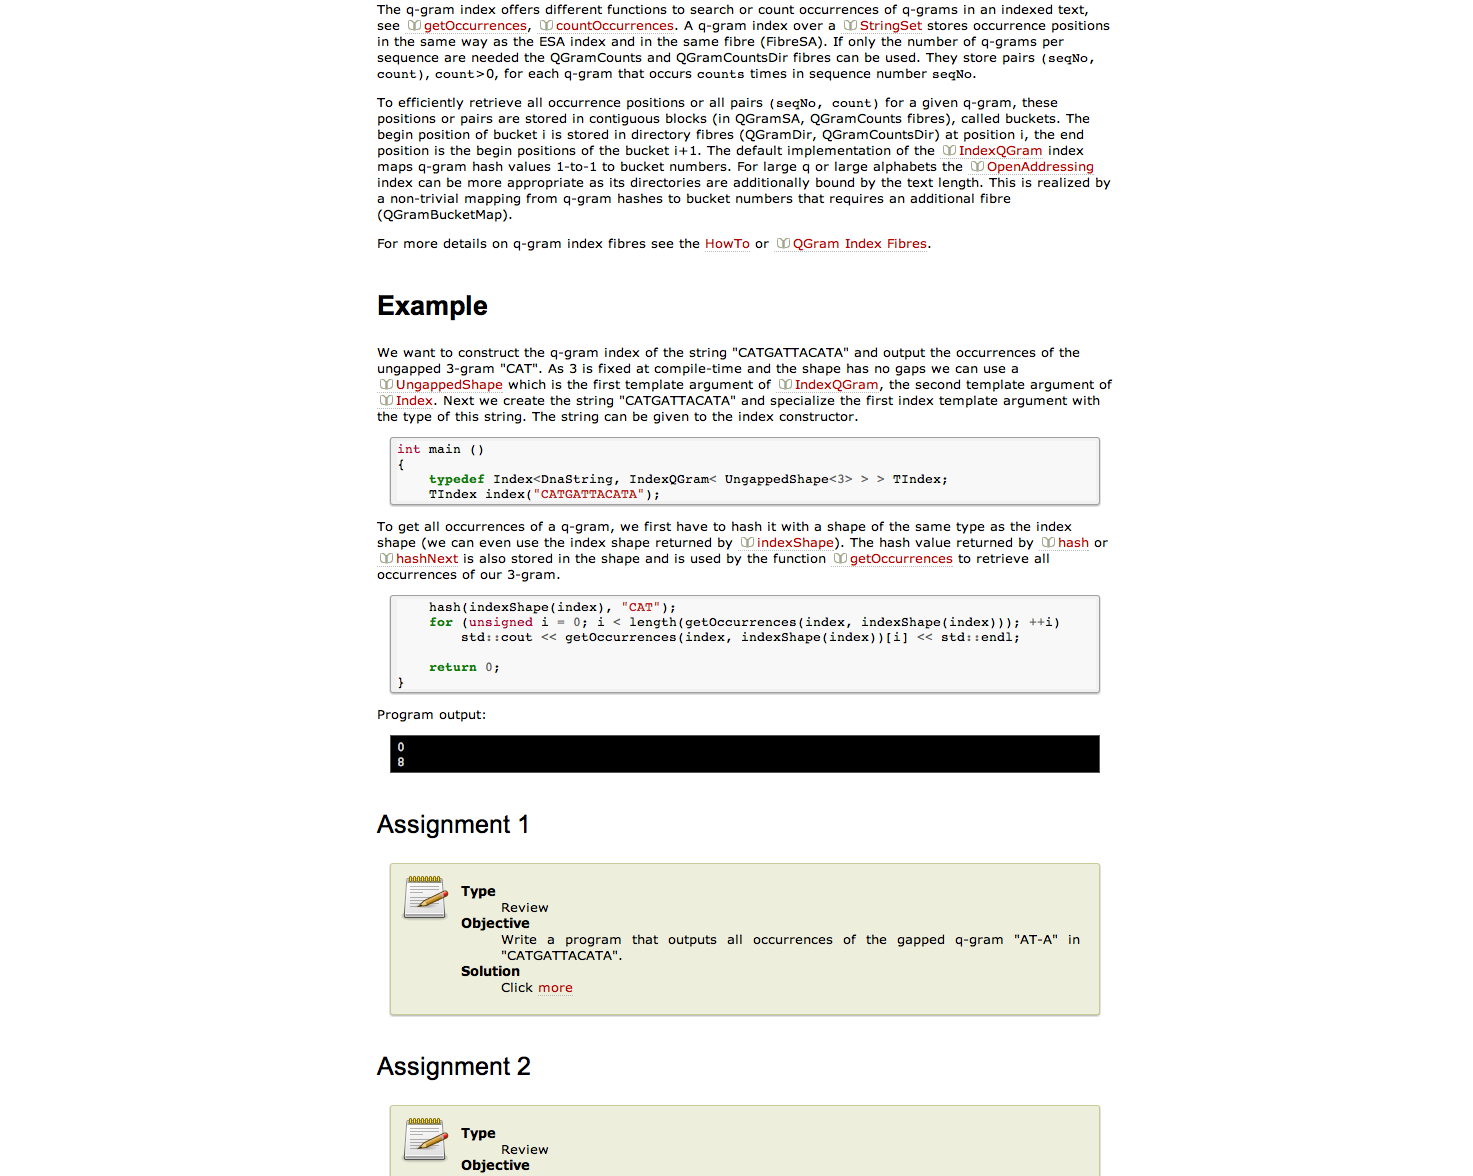 The q-gram index offers different functions to search or count occurrences of q-grams in an indexed text,
see getOccurrences, countOccurrences. A q-gram index over a StringSet stores occurrence positions
in the same way as the ESA index and in the same fibre (FibreSA). If only the number of q-grams per
sequence are needed the QGramCounts and QGramCountsDir fibres can be used. They store pairs (seqNo,
count), count>0, for each q-gram that occurs counts times in sequence number seqNo.
To efficiently retrieve all occurrence positions or all pairs (seqNo, count) for a given q-gram, these
positions or pairs are stored in contiguous blocks (in QGramSA, QGramCounts fibres), called buckets. The
begin position of bucket i is stored in directory fibres (QGramDir, QGramCountsDir) at position i, the end
position is the begin positions of the bucket i+1. The default implementation of the IndexQGram index
maps q-gram hash values 1-to-1 to bucket numbers. For large q or large alphabets the OpenAddressing
index can be more appropriate as its directories are additionally bound by the text length. This is realized by
a non-trivial mapping from q-gram hashes to bucket numbers that requires an additional fibre
(QGramBucketMap).
For more details on q-gram index fibres see the HowTo or QGram Index Fibres.
Example
We want to construct the q-gram index of the string "CATGATTACATA" and output the occurrences of the
ungapped 3-gram "CAT". As 3 is fixed at compile-time and the shape has no gaps we can use a
UngappedShape which is the first template argument of IndexQGram, the second template argument of
Index. Next we create the string "CATGATTACATA" and specialize the first index template argument with
the type of this string. The string can be given to the index constructor.
int main ()
{
typedef Index<DnaString, IndexQGram< UngappedShape<3> > > TIndex;
TIndex index("CATGATTACATA");
To get all occurrences of a q-gram, we first have to hash it with a shape of the same type as the index
shape (we can even use the index shape returned by indexShape). The hash value returned by hash or
hashNext is also stored in the shape and is used by the function getOccurrences to retrieve all
occurrences of our 3-gram.
hash(indexShape(index), "CAT");
for (unsigned i = 0; i < length(getOccurrences(index, indexShape(index))); ++i)
std::cout << getOccurrences(index, indexShape(index))[i] << std::endl;
return 0;
}
Program output:
0
8
Assignment 1
Type
Review
Objective
Write a program that outputs all occurrences of the gapped q-gram "AT-A" in
"CATGATTACATA".
Solution
Click more
Assignment 2
Type
Review
Objective